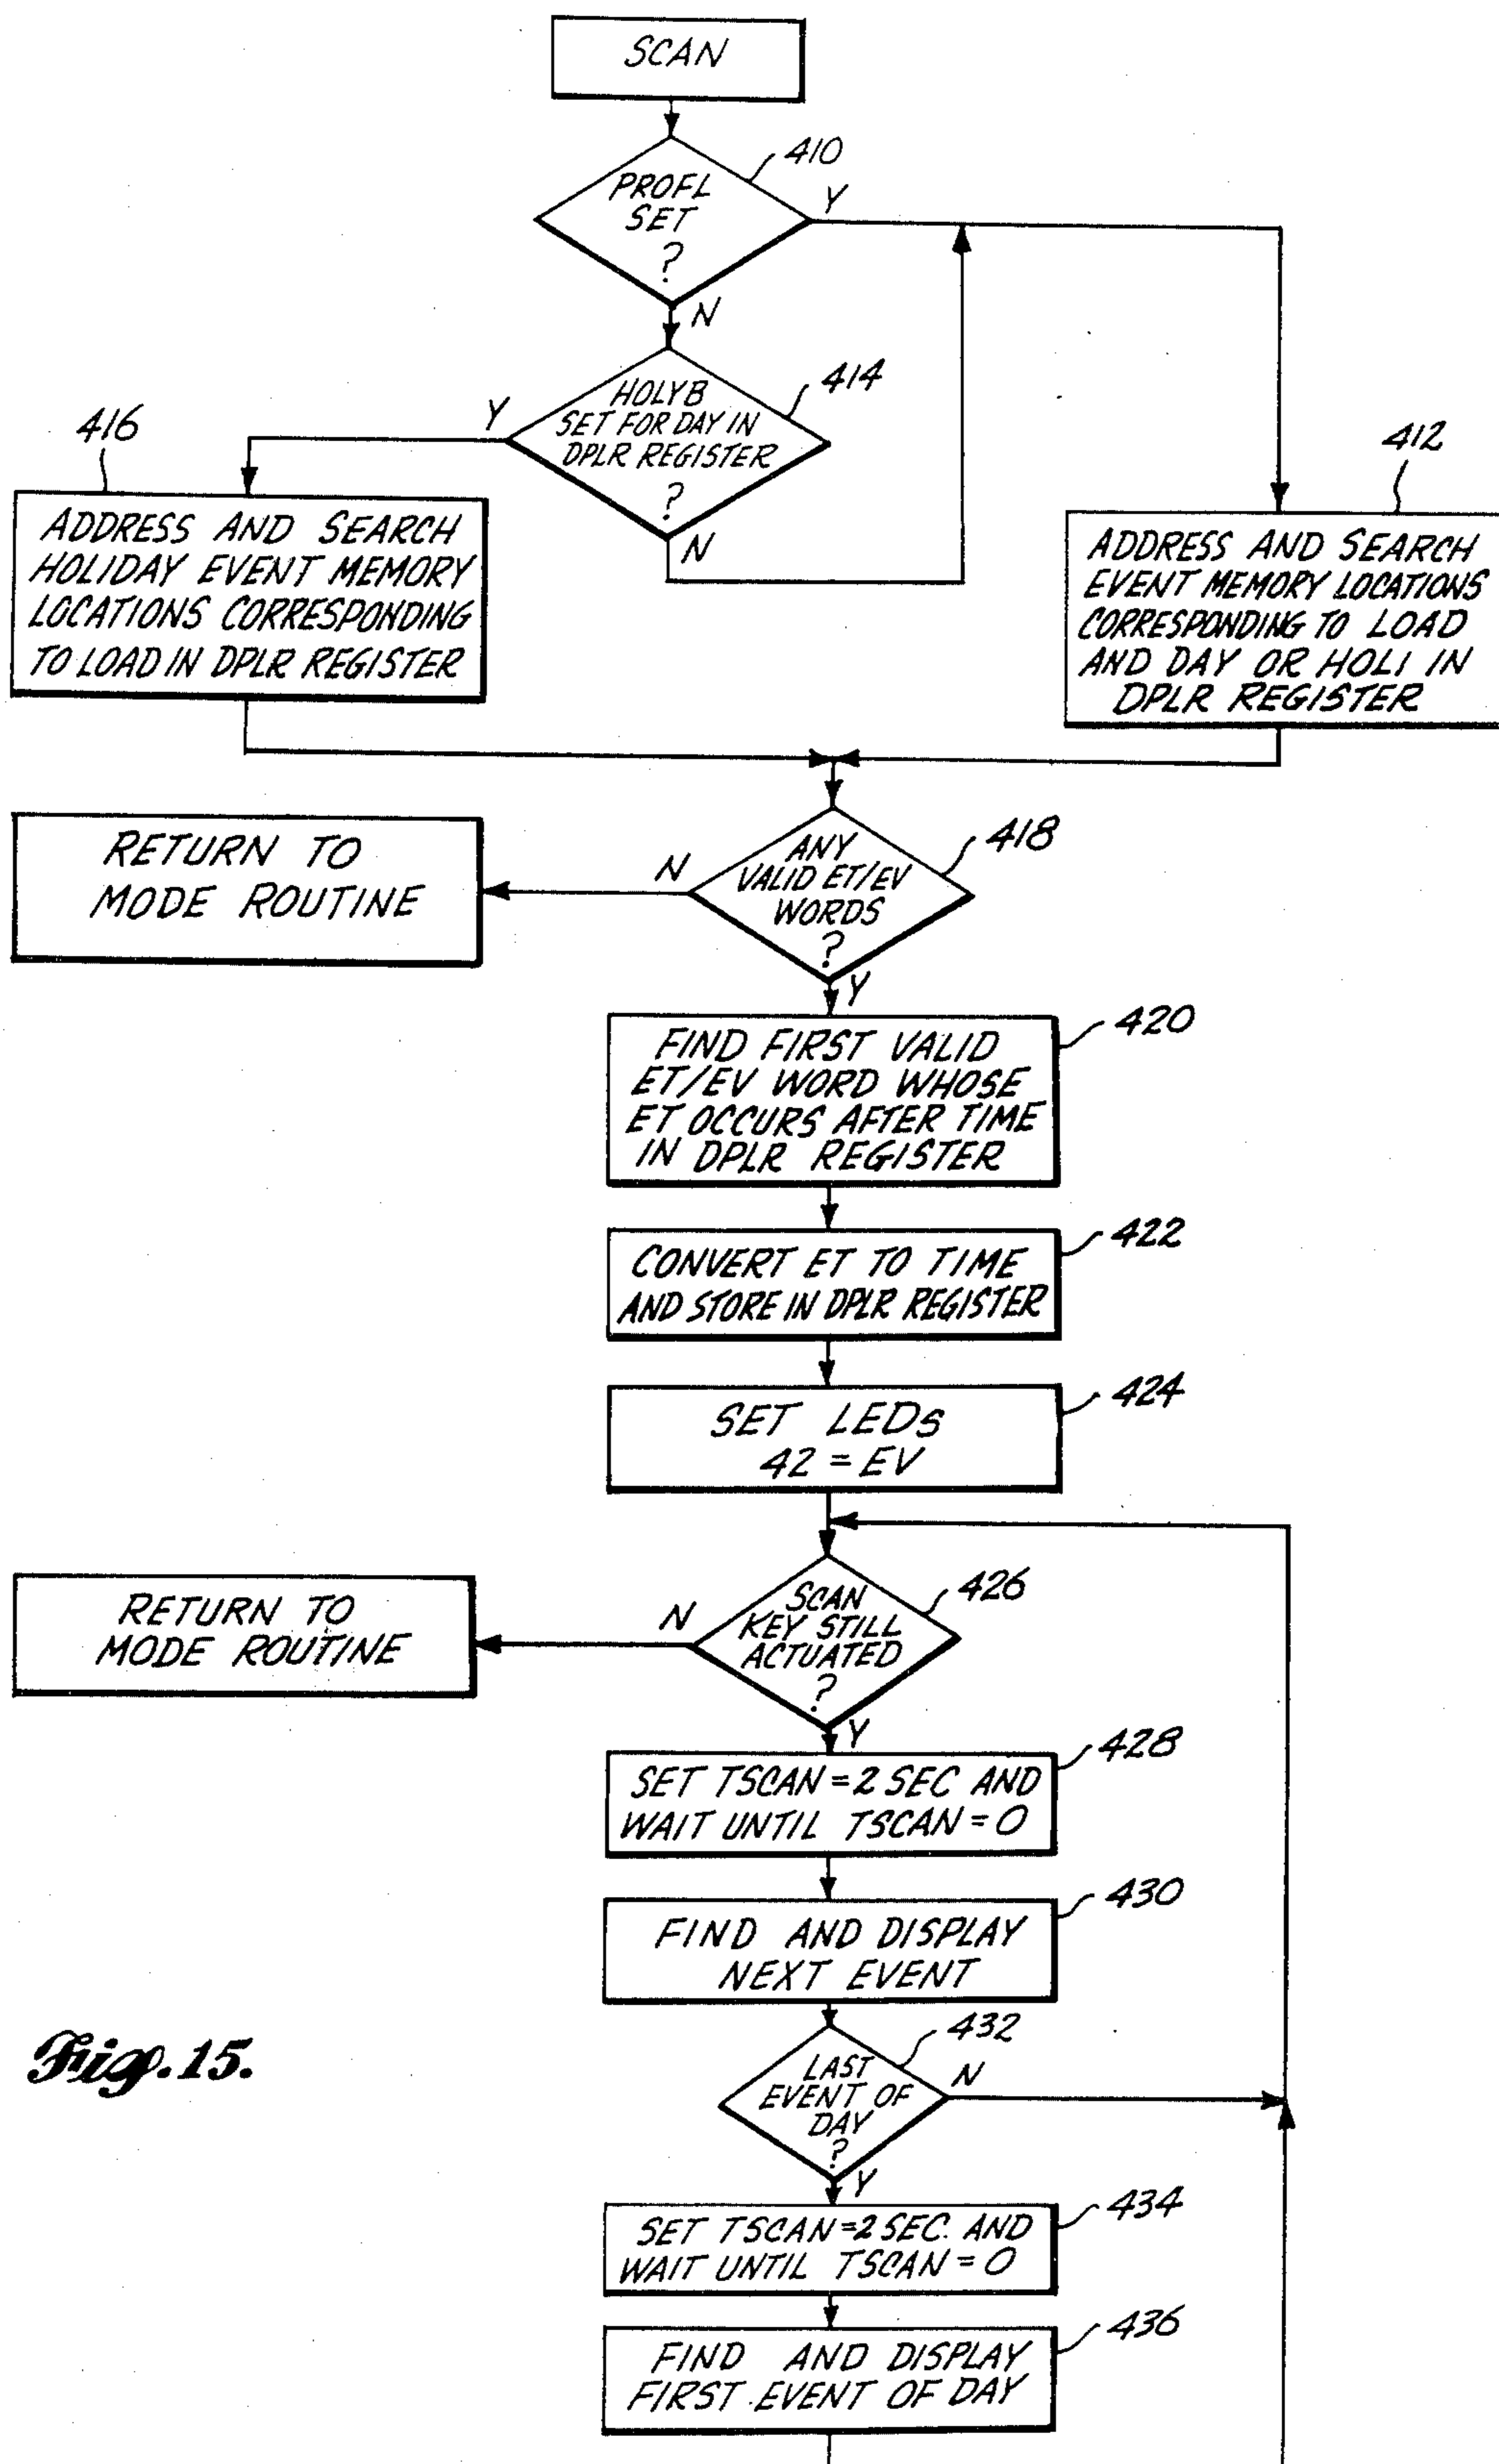 SCAN
410
PROFL
SET
?
Y
N
414
HOLYB
SET FOR DAY IN
DPLR REGISTER
?
Y
N
416
ADDRESS AND SEARCH
HOLIDAY EVENT MEMORY
LOCATIONS CORRESPONDING
TO LOAD IN DPLR REGISTER
412
ADDRESS AND SEARCH
EVENT MEMORY LOCATIONS
CORRESPONDING TO LOAD
AND DAY OR HOLI IN
DPLR REGISTER
RETURN TO
MODE ROUTINE
N
418
ANY
VALID ET/EV
WORDS
?
Y
420
FIND FIRST VALID
ET/EV WORD WHOSE
ET OCCURS AFTER TIME
IN DPLR REGISTER
422
CONVERT ET TO TIME
AND STORE IN DPLR REGISTER
424
SET LEDs
42 = EV
RETURN TO
MODE ROUTINE
N
426
SCAN
KEY STILL
ACTUATED
?
Y
428
SET TSCAN = 2 SEC AND
WAIT UNTIL TSCAN = 0
430
FIND AND DISPLAY
NEXT EVENT
432
LAST
EVENT OF
DAY
?
N
Y
434
SET TSCAN = 2 SEC. AND
WAIT UNTIL TSCAN = 0
436
FIND AND DISPLAY
FIRST EVENT OF DAY
Fig. 15.